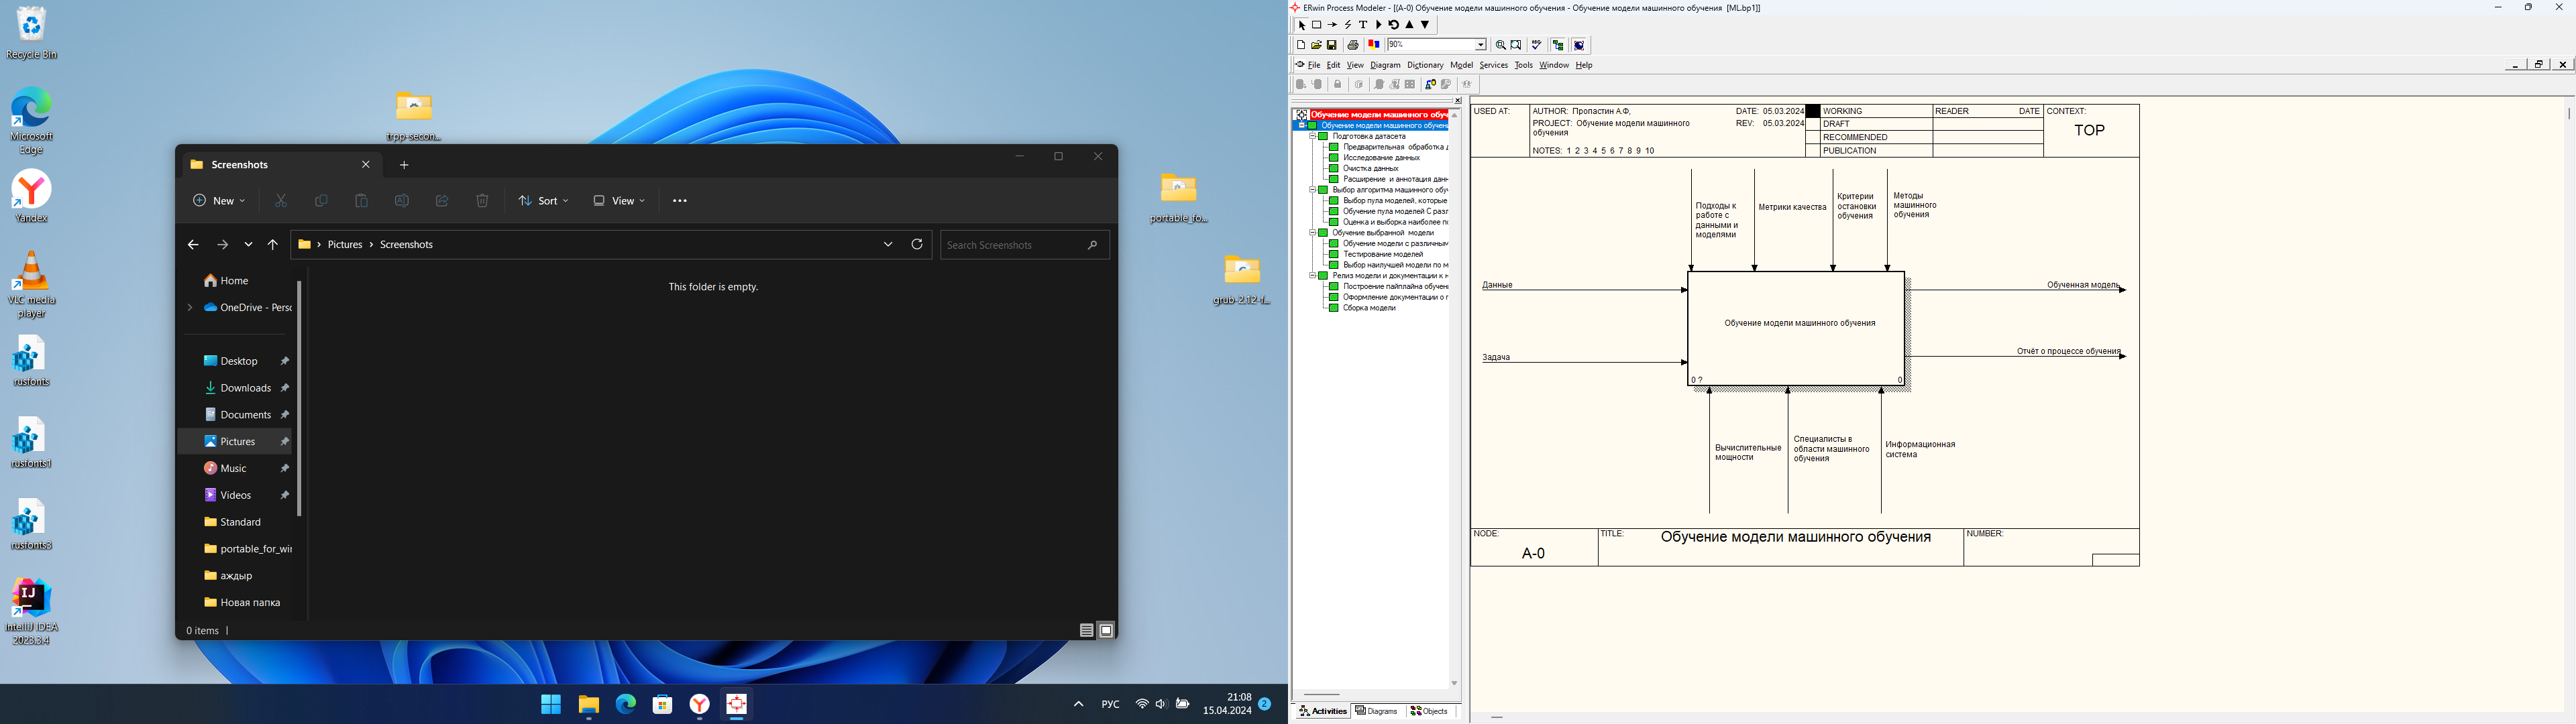 Recycle Bin
Microsoft
Edge
Yandex
VLC media
player
rusfonts
rusfonts1
rusfonts3
IntelliJ IDEA
2023.3.4
trpp-secon...
portable_fo...
grub-2.12-f...
Screenshots
New
Sort
View
Pictures
Screenshots
Search Screenshots
Home
OneDrive - Perso
Desktop
Downloads
Documents
Pictures
Music
Videos
Standard
portable_for_wir
аждыр
Новая папка
This folder is empty.
0 items
РУС
21:08
15.04.2024
2
ERwin Process Modeler - [(A-0) Обучение модели машинного обучения - Обучение модели машинного обучения [ML.bp1]]
90%
File Edit View Diagram Dictionary Model Services Tools Window Help
Обучение модели машинного обу
Обучение модели машинного обучен
Подготовка датасета
Предварительная обработка д
Исследование данных
Очистка данных
Расширение и аннотация данн
Выбор алгоритма машинного обу
Выбор пула моделей, которые
Обучение пула моделей С разл
Оценка и выборка наиболее по
Обучение выбранной модели
Обучение модели с различным
Тестирование моделей
Выбор наилучшей модели по м
Релиз модели и документации к н
Построение пайплайна обучен
Оформление документации о п
Сборка модели
Activities Diagrams Objects
USED AT:
AUTHOR: Пропастин А.Ф,
DATE: 05.03.2024
PROJECT: Обучение модели машинного
обучения
REV: 05.03.2024
NOTES: 1 2 3 4 5 6 7 8 9 10
WORKING
DRAFT
RECOMMENDED
PUBLICATION
READER
DATE
CONTEXT:
TOP
Подходы к
работе с
данными и
моделями
Метрики качества
Критерии
остановки
обучения
Методы
машинного
обучения
Данные
Задача
Обучение модели машинного обучения
0 ?
0
Обученная модель
Отчёт о процессе обучения
Вычислительные
мощности
Специалисты в
области машинного
обучения
Информационная
система
NODE:
A-0
TITLE:
Обучение модели машинного обучения
NUMBER: